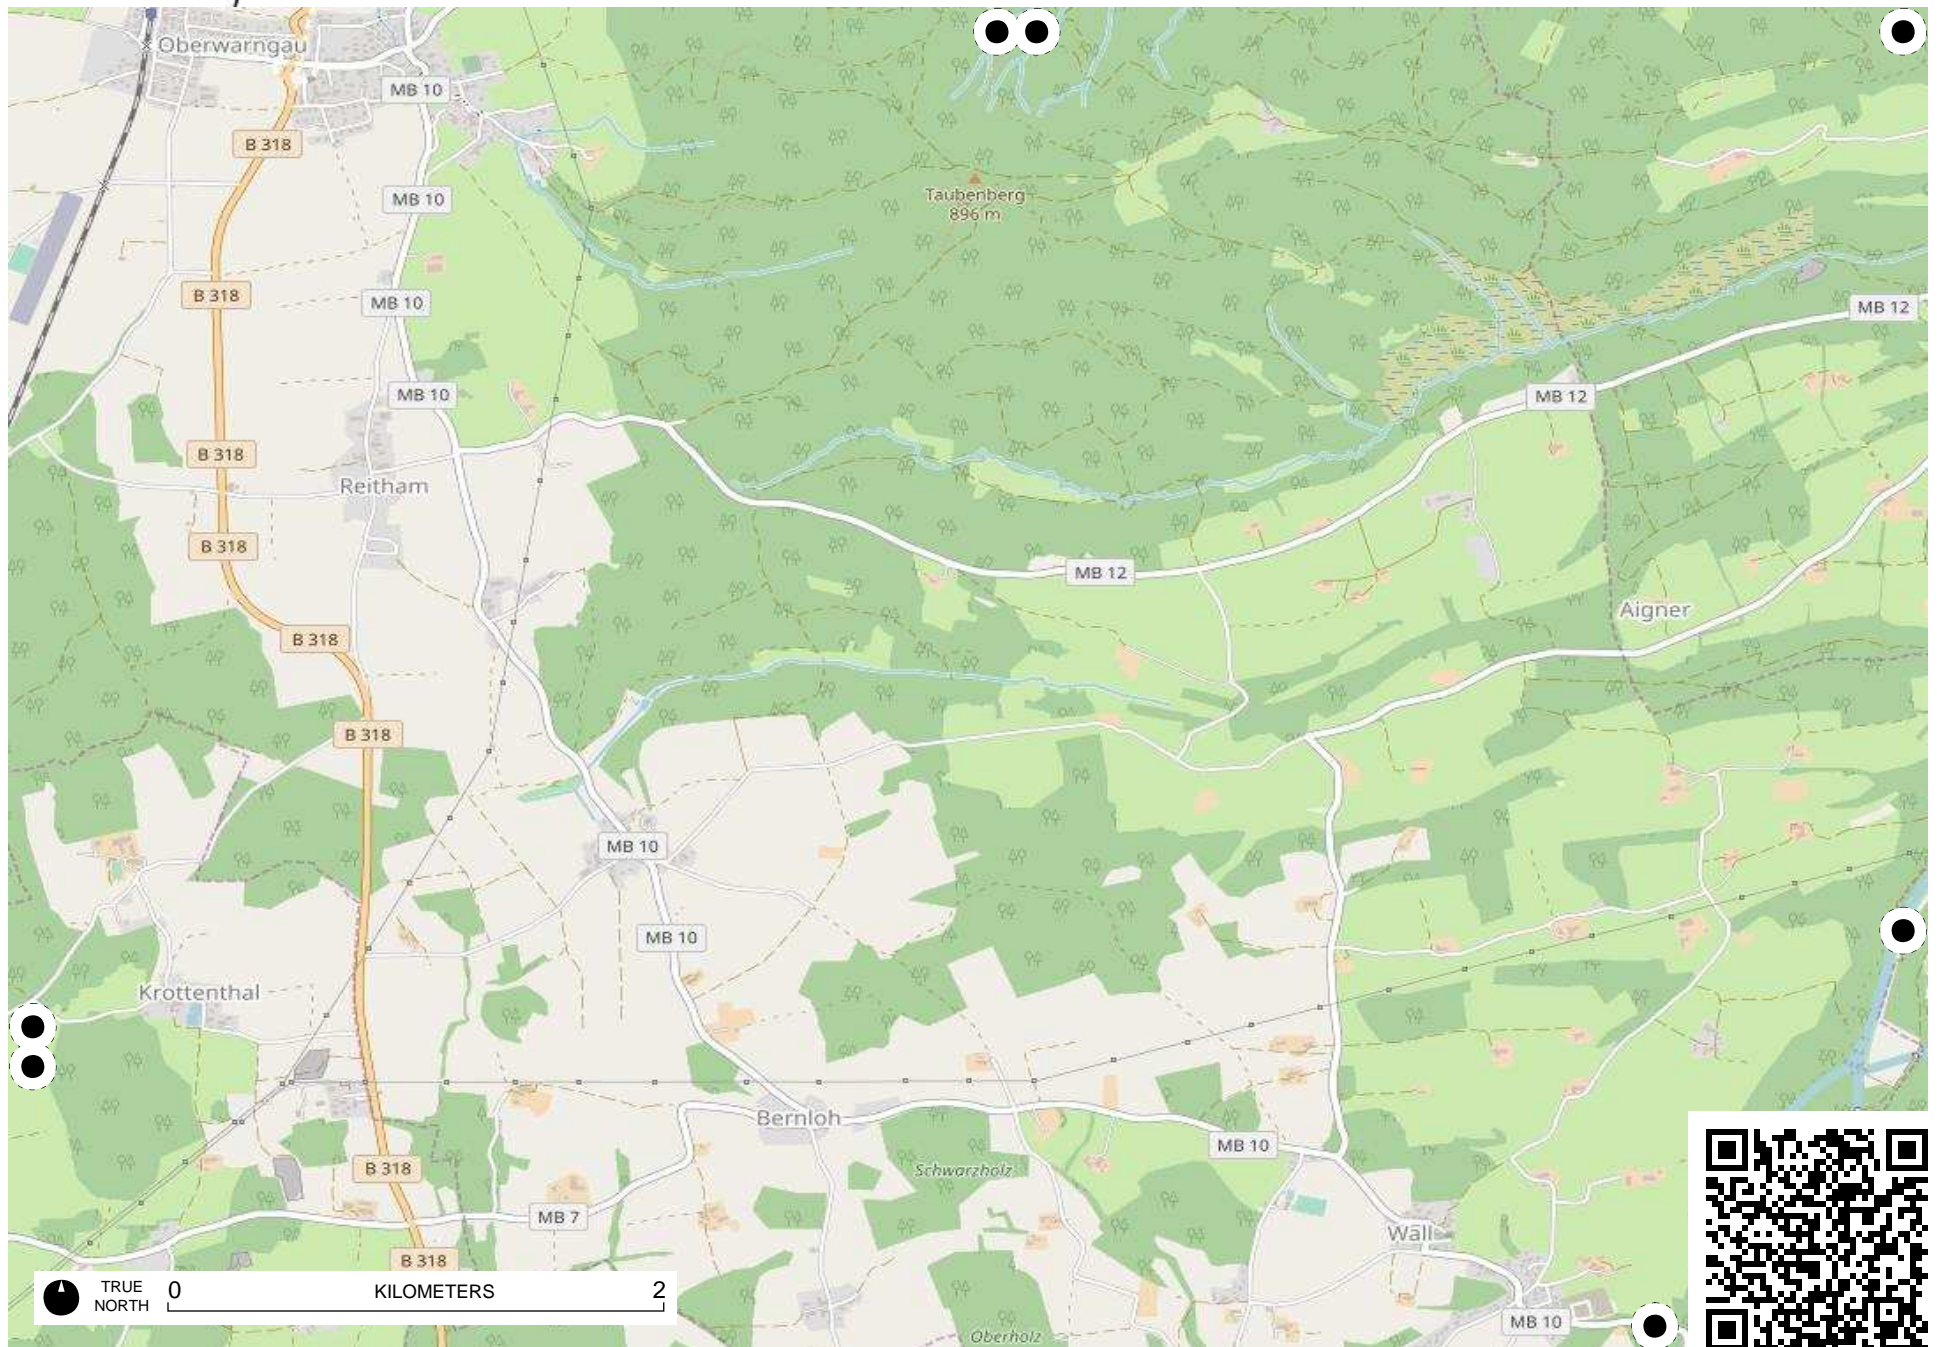 Oberwarngau
MB 10
B 318
MB 10
Taubenberg
896 m
B 318
MB 10
MB 12
MB 10
MB 12
B 318
Reitham
B 318
MB 12
Aigner
B 318
B 318
MB 10
MB 10
Krottenthal
Bernloh
MB 10
B 318
Schwarzholz
MB 7
Wall
B 318
TRUE
NORTH
0 KILOMETERS 2
MB 10
Oberholz